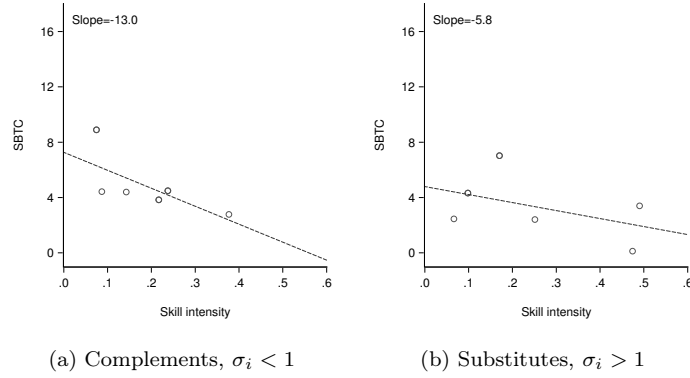 Slope=-13.0
16
12
8
4
0
SBTC
.0 .1 .2 .3 .4 .5 .6
Skill intensity
(a) Complements, σᵢ < 1
Slope=-5.8
16
12
8
4
0
SBTC
.0 .1 .2 .3 .4 .5 .6
Skill intensity
(b) Substitutes, σᵢ > 1